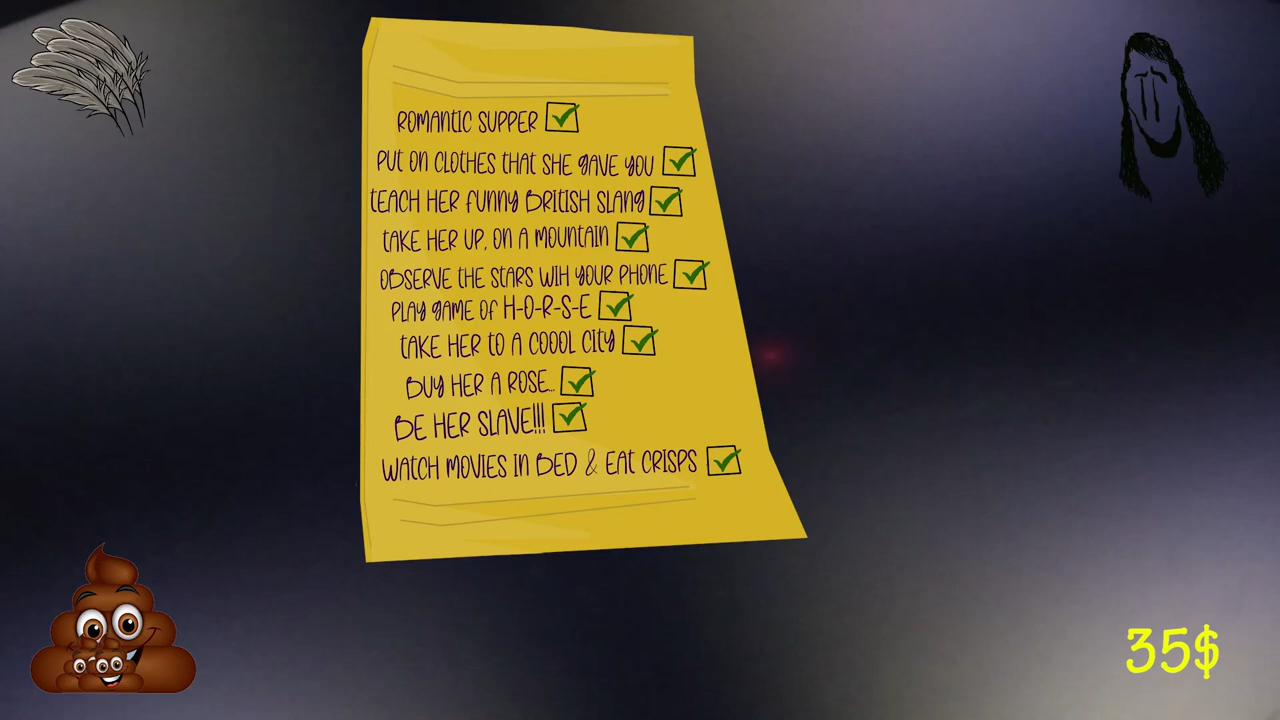 ROMANTIC SUPPER
PUT ON CLOTHES THAT SHE GAVE YOU
TEACH HER FUNNY BRITISH SLANG
TAKE HER UP, ON A MOUNTAIN
OBSERVE THE STARS WIH YOUR PHONE
PLAY GAME OF H-O-R-S-E
TAKE HER TO A COOOL CITY
BUY HER A ROSE...
BE HER SLAVE!!!
WATCH MOVIES IN BED & EAT CRISPS
35$